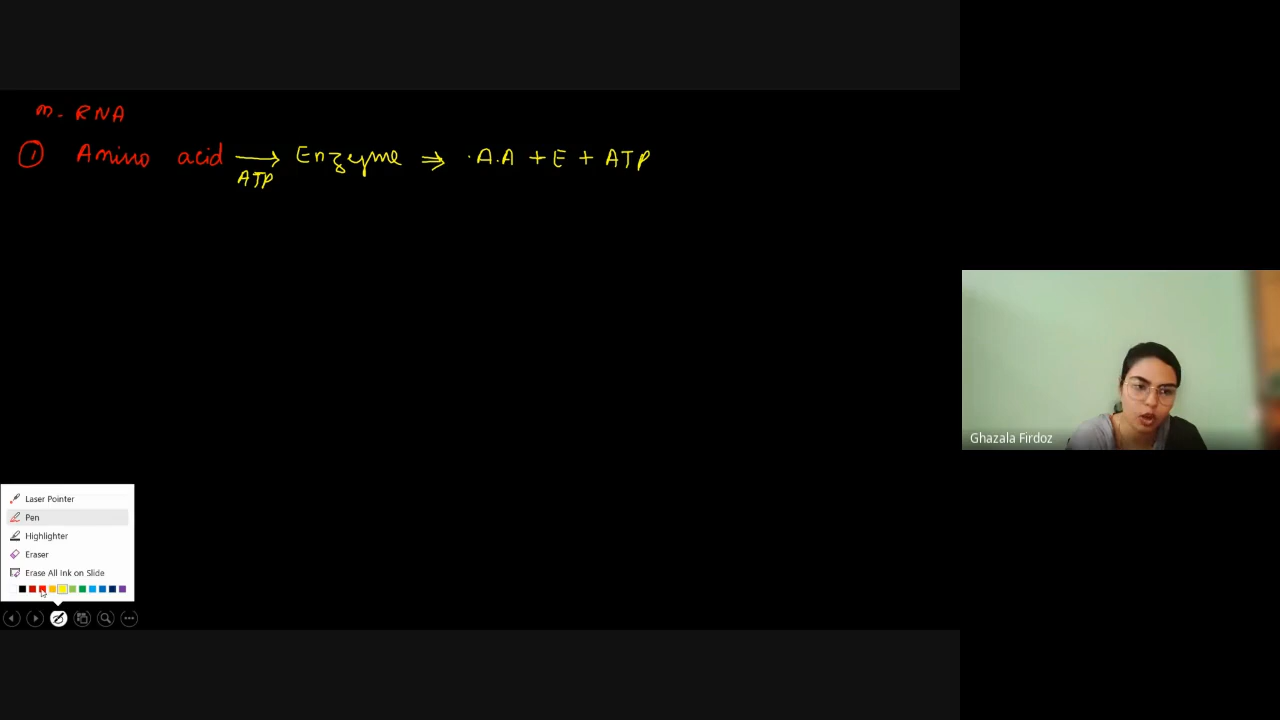 m. RNA
① Amino acid → Enzyme ⇒ .A.A + E + ATP
ATP
Ghazala Firdoz
Laser Pointer
Pen
Highlighter
Eraser
Erase All Ink on Slide